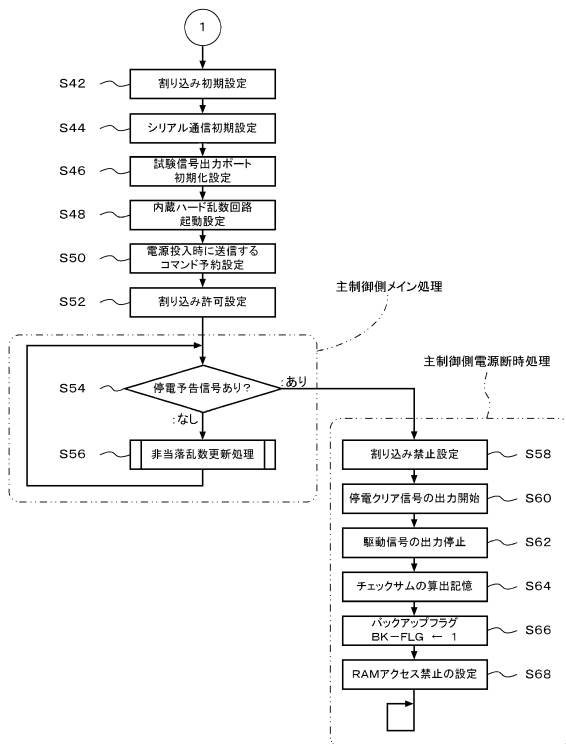 1
S42
割り込み初期設定
S44
シリアル通信初期設定
S46
試験信号出力ポート
初期化設定
S48
内蔵ハード乱数回路
起動設定
S50
電源投入時に送信する
コマンド予約設定
S52
割り込み許可設定
主制御側メイン処理
S54
停電予告信号あり？
:あり
:なし
S56
非当落乱数更新処理
主制御側電源断時処理
割り込み禁止設定
S58
停電クリア信号の出力開始
S60
駆動信号の出力停止
S62
チェックサムの算出記憶
S64
バックアップフラグ
BK－FLG ← 1
S66
RAMアクセス禁止の設定
S68